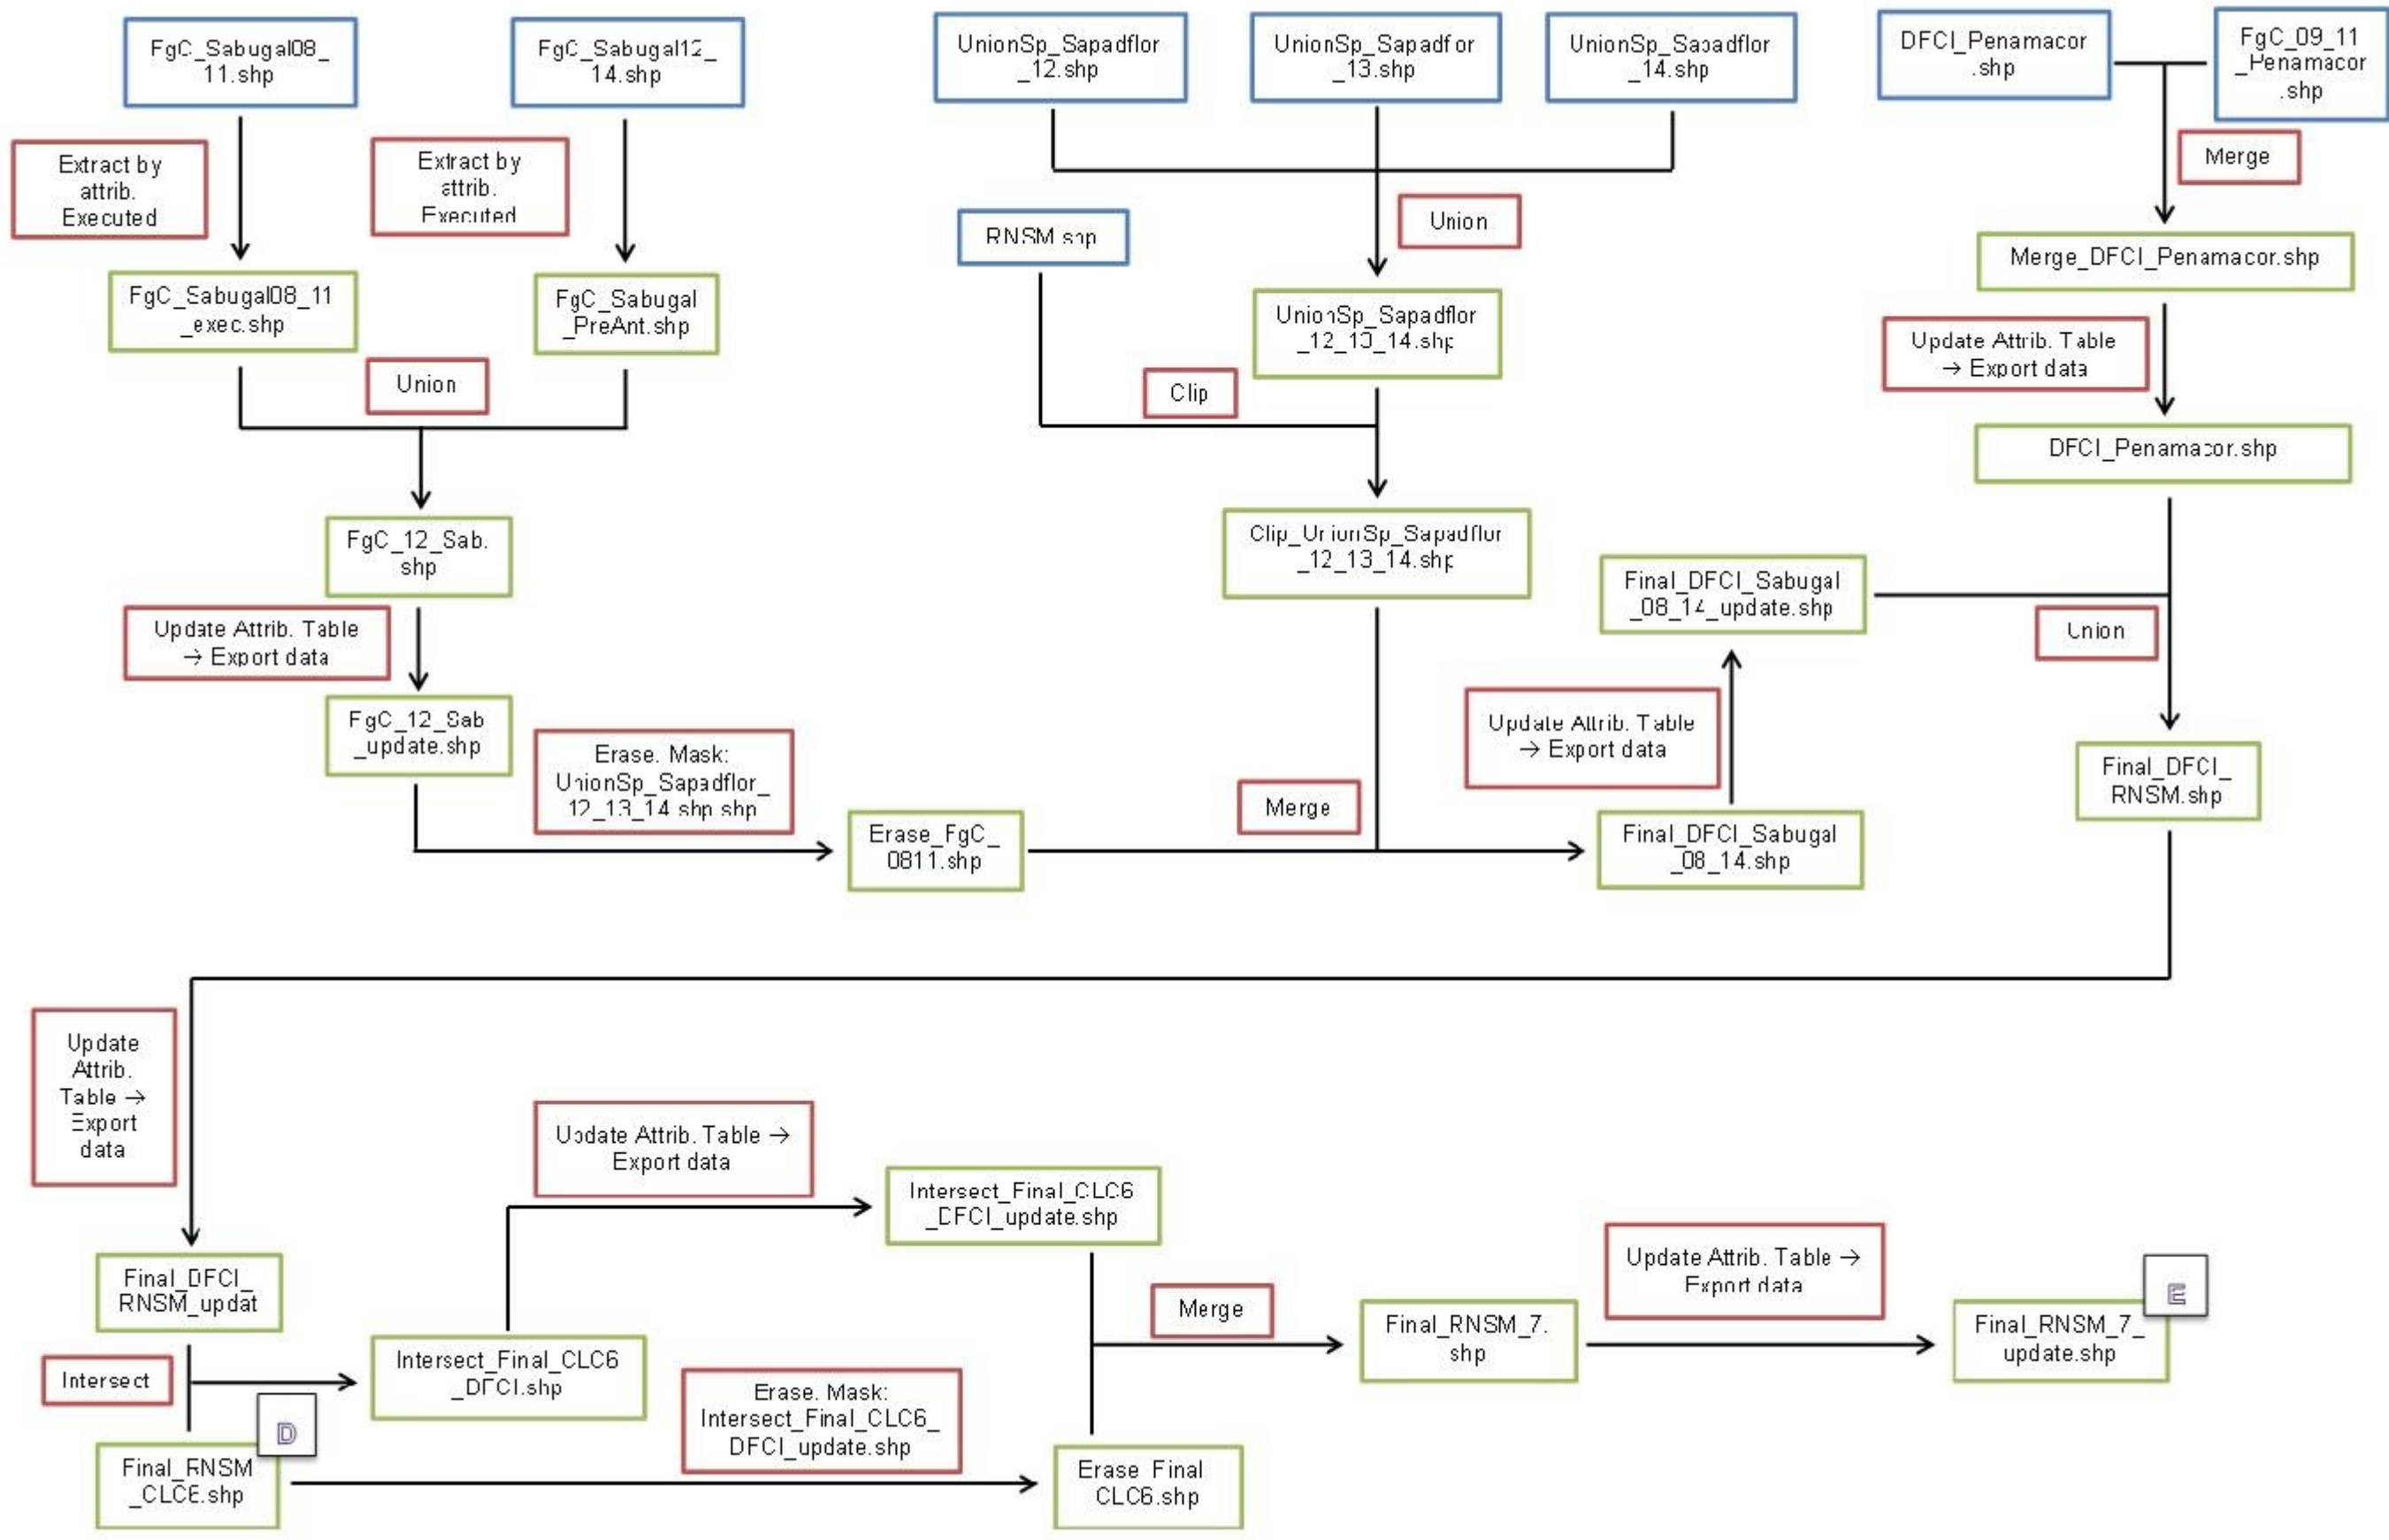 FgC_Sabugal08_
11.shp
FgC_Sabugal12_
14.shp
UnionSp_Sapadflor
_12.shp
UnionSp_Sapadflor
_13.shp
UnionSp_Sapadflor
_14.shp
DFCI_Penamacor
.shp
FgC_09_11
_Penamacor
.shp
Extract by
attrib.
Executed
Extract by
attrib.
Executed
Merge
RNSM.shp
Union
Merge_DFCI_Penamacor.shp
FgC_Sabugal08_11
_exec.shp
FgC_Sabugal
_PreAnt.shp
UnionSp_Sapadflor
_12_13_14.shp
Update Attrib. Table
→ Export data
Union
Clip
DFCI_Penamacor.shp
FgC_12_Sab.
shp
Clip_UnionSp_Sapadflor
_12_13_14.shp
Final_DFCI_Sabugal
_08_14_update.shp
Update Attrib. Table
→ Export data
Union
FgC_12_Sab
_update.shp
Erase. Mask:
UnionSp_Sapadflor_
12_13_14.shp.shp
Update Attrib. Table
→ Export data
Final_DFCI_
RNSM.shp
Merge
Erase_FgC_
0811.shp
Final_DFCI_Sabugal
_08_14.shp
Update
Attrib.
Table →
Export
data
Update Attrib. Table →
Export data
Intersect_Final_CLC6
_DFCI_update.shp
Final_DFCI_
RNSM_updat
Merge
Update Attrib. Table →
Export data
E
Final_RNSM_7.
shp
Final_RNSM_7_
update.shp
Intersect
Intersect_Final_CLC6
_DFCI.shp
Erase. Mask:
Intersect_Final_CLC6_
DFCI_update.shp
D
Final_RNSM
_CLC6.shp
Erase_Final
CLC6.shp